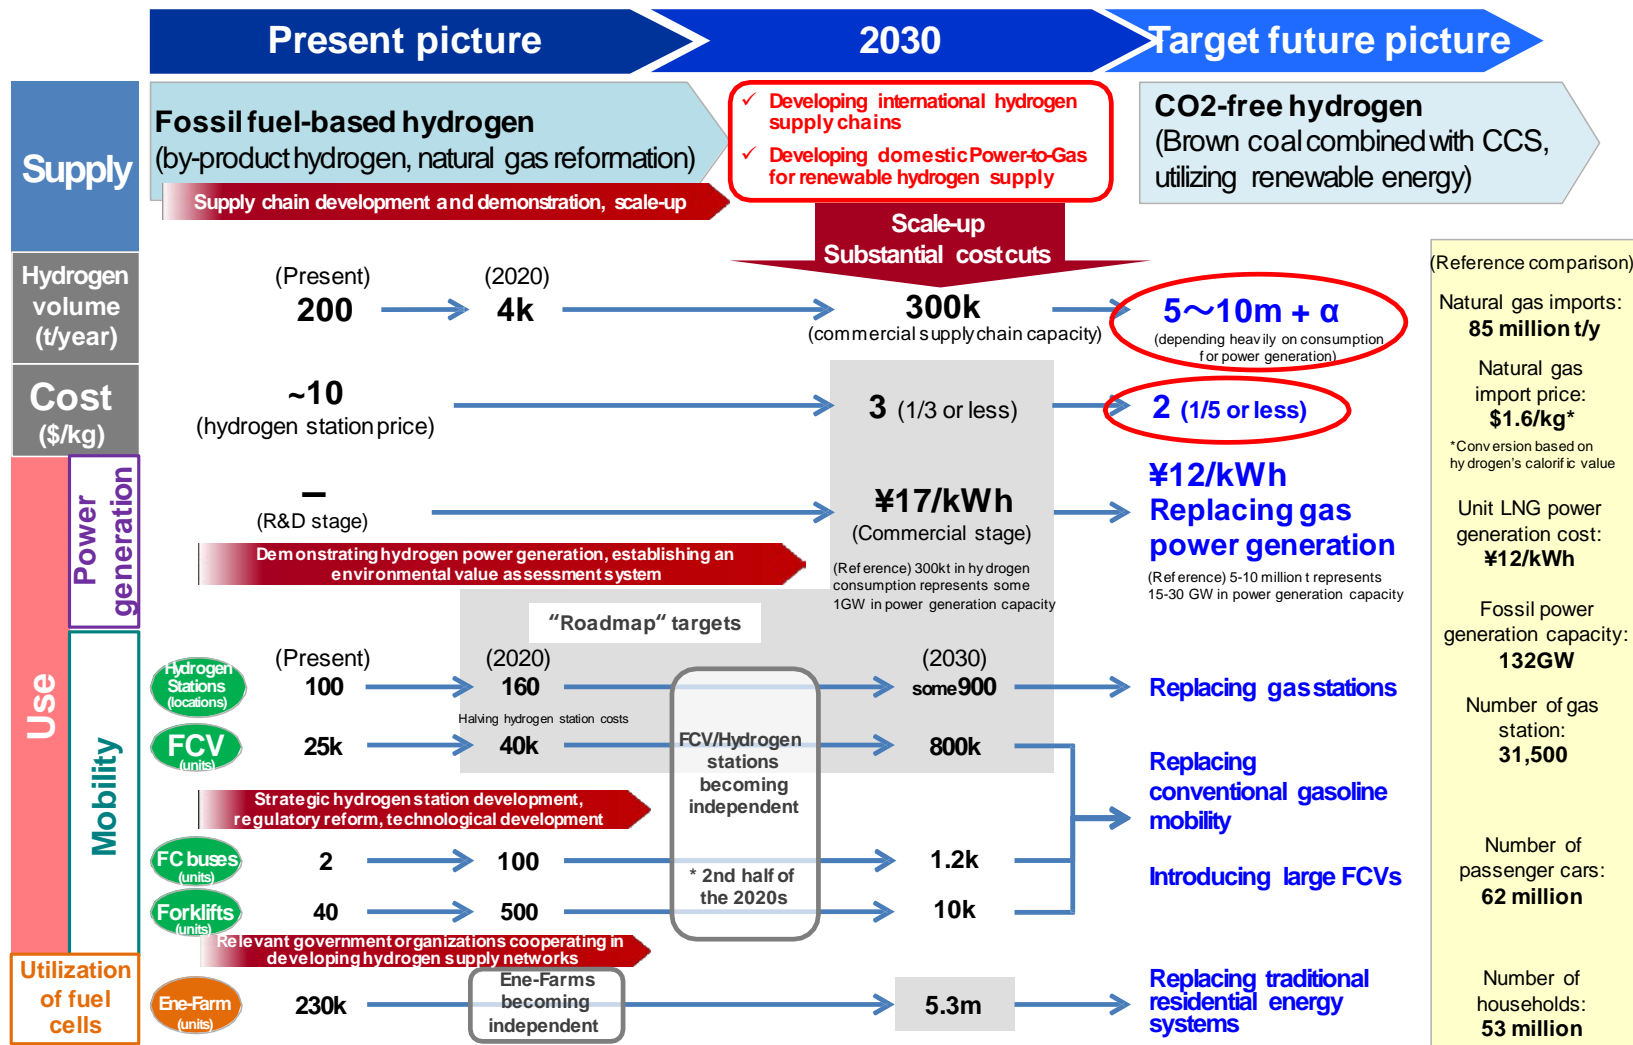 Present picture
2030
Target future picture
Supply
Fossil fuel-based hydrogen
(by-product hydrogen, natural gas reformation)
Supply chain development and demonstration, scale-up
✓ Developing international hydrogen
supply chains
✓ Developing domestic Power-to-Gas
for renewable hydrogen supply
CO2-free hydrogen
(Brown coal combined with CCS,
utilizing renewable energy)
Scale-up
Substantial cost cuts
Hydrogen
volume
(t/year)
(Present)
200
(2020)
4k
300k
(commercial supply chain capacity)
5～10m + α
(depending heavily on consumption
for power generation)
Cost
($/kg)
~10
(hydrogen station price)
3 (1/3 or less)
2 (1/5 or less)
Use
Power
generation
–
(R&D stage)
¥17/kWh
(Commercial stage)
¥12/kWh
Replacing gas
power generation
Demonstrating hydrogen power generation, establishing an
environmental value assessment system
(Reference) 300kt in hydrogen
consumption represents some
1GW in power generation capacity
(Reference) 5-10 million t represents
15-30 GW in power generation capacity
“Roadmap“ targets
Mobility
(Present)
(2020)
(2030)
Hydrogen
Stations
(locations)
100
160
some 900
Replacing gas stations
Halving hydrogen station costs
FCV
(units)
25k
40k
800k
FCV/Hydrogen
stations
becoming
independent
* 2nd half of
the 2020s
Replacing
conventional gasoline
mobility
Strategic hydrogen station development,
regulatory reform, technological development
FC buses
(units)
2
100
1.2k
Introducing large FCVs
Forklifts
(units)
40
500
10k
Relevant government organizations cooperating in
developing hydrogen supply networks
Utilization
of fuel
cells
Ene-Farm
(units)
230k
Ene-Farms
becoming
independent
5.3m
Replacing traditional
residential energy
systems
(Reference comparison)
Natural gas imports:
85 million t/y
Natural gas
import price:
$1.6/kg*
*Conversion based on
hydrogen's calorific value
Unit LNG power
generation cost:
¥12/kWh
Fossil power
generation capacity:
132GW
Number of gas
station:
31,500
Number of
passenger cars:
62 million
Number of
households:
53 million